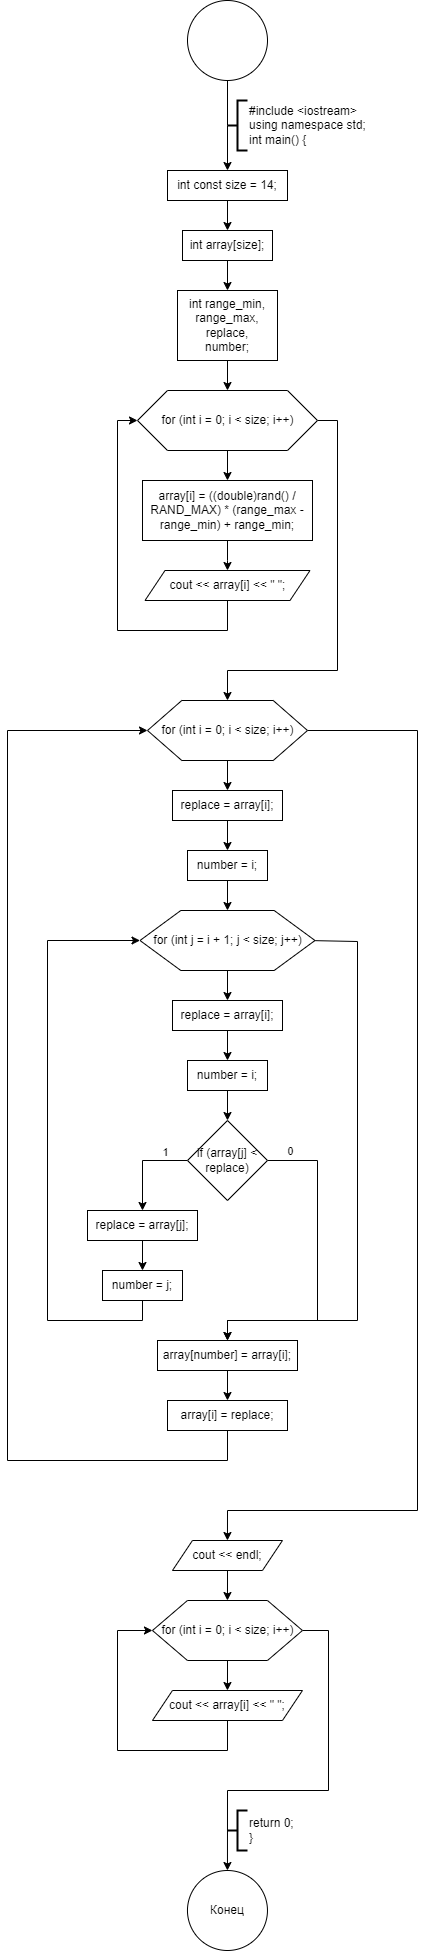 #include <iostream>
using namespace std;
int main() {
int const size = 14;
int array[size];
int range_min,
range_max,
replace,
number;
for (int i = 0; i < size; i++)
array[i] = ((double)rand() /
RAND_MAX) * (range_max -
range_min) + range_min;
cout << array[i] << " ";
for (int i = 0; i < size; i++)
replace = array[i];
number = i;
for (int j = i + 1; j < size; j++)
replace = array[i];
number = i;
if (array[j] <
replace)
1
0
replace = array[j];
number = j;
array[number] = array[i];
array[i] = replace;
cout << endl;
for (int i = 0; i < size; i++)
cout << array[i] << " ";
return 0;
}
Конец